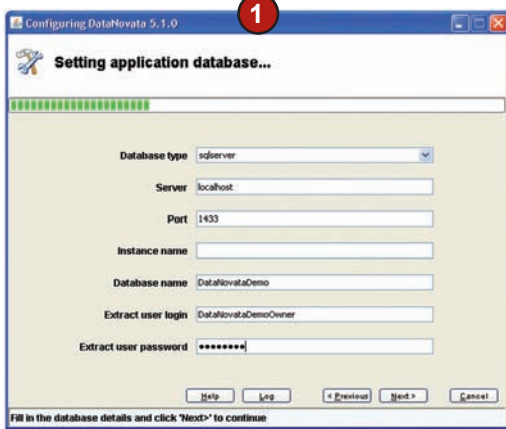 1
Configuring DataNovata 5.1.0
Setting application database...
Database type sqlserver
Server localhost
Port 1433
Instance name
Database name DataNovataDemo
Extract user login DataNovataDemoOwner
Extract user password ••••••••
Help Log < Previous Next > Cancel
Fill in the database details and click 'Next>' to continue